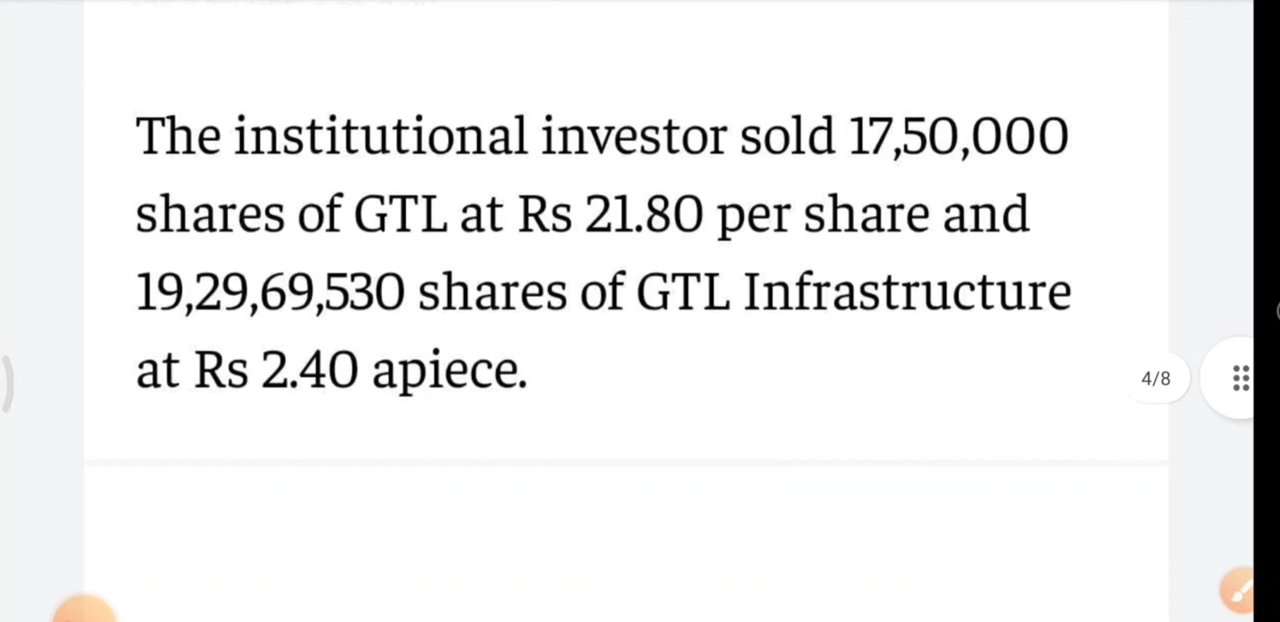 The institutional investor sold 17,50,000
shares of GTL at Rs 21.80 per share and
19,29,69,530 shares of GTL Infrastructure
at Rs 2.40 apiece.
4/8